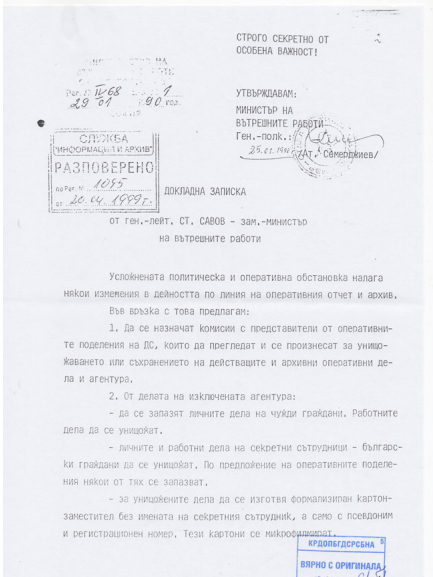 СТРОГО СЕКРЕТНО ОТ
ОСОБЕНА ВАЖНОСТ!
2
Рег. № IV 68 1
29 01 90 год.
УТВЪРЖДАВАМ:
МИНИСТЪР НА
ВЪТРЕШНИТЕ РАБОТИ
Ген.-полк.:
/Ат. Семерджиев/
СЛУЖБА
"ИНФОРМАЦИЯ И АРХИВ"
РАЗПОВЕРЕНО
по Рег. № 1085
от 20.04.1999 г.
ДОКЛАДНА ЗАПИСКА
от ген.-лейт. СТ. САВОВ - зам.-министър
на вътрешните работи
Усложнената политическа и оперативна обстановка налага
някои изменения в дейността по линия на оперативния отчет и архив.
Във връзка с това предлагам:
1. Да се назначат комисии с представители от оперативни-
те поделения на ДС, които да прегледат и се произнесат за унищо-
жаването или съхранението на действащите и архивни оперативни де-
ла и агентура.
2. От делата на изключената агентура:
- да се запазят личните дела на чужди граждани. Работните
дела да се унищожат.
- личните и работни дела на секретни сътрудници - българс-
ки граждани да се унищожат. По предложение на оперативните поделе-
ния някои от тях се запазват.
- за унищожените дела да се изготвя формализиран картон-
заместител без имената на секретния сътрудник, а само с псевдоним
и регистрационен номер. Тези картони се микрофилмират.
КРДОПБГДСРСБНА 5
ВЯРНО С ОРИГИНАЛА